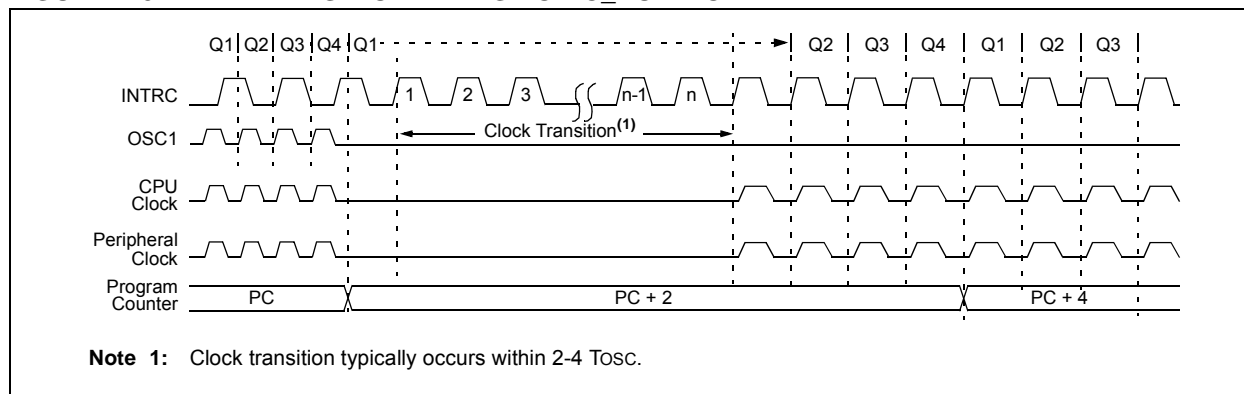 Q1 Q2 Q3 Q4 Q1 Q2 Q3 Q4 Q1 Q2 Q3
INTRC
1 2 3 n-1 n
Clock Transition(1)
OSC1
CPU
Clock
Peripheral
Clock
Program
Counter
PC PC + 2 PC + 4
Note 1: Clock transition typically occurs within 2-4 TOSC.